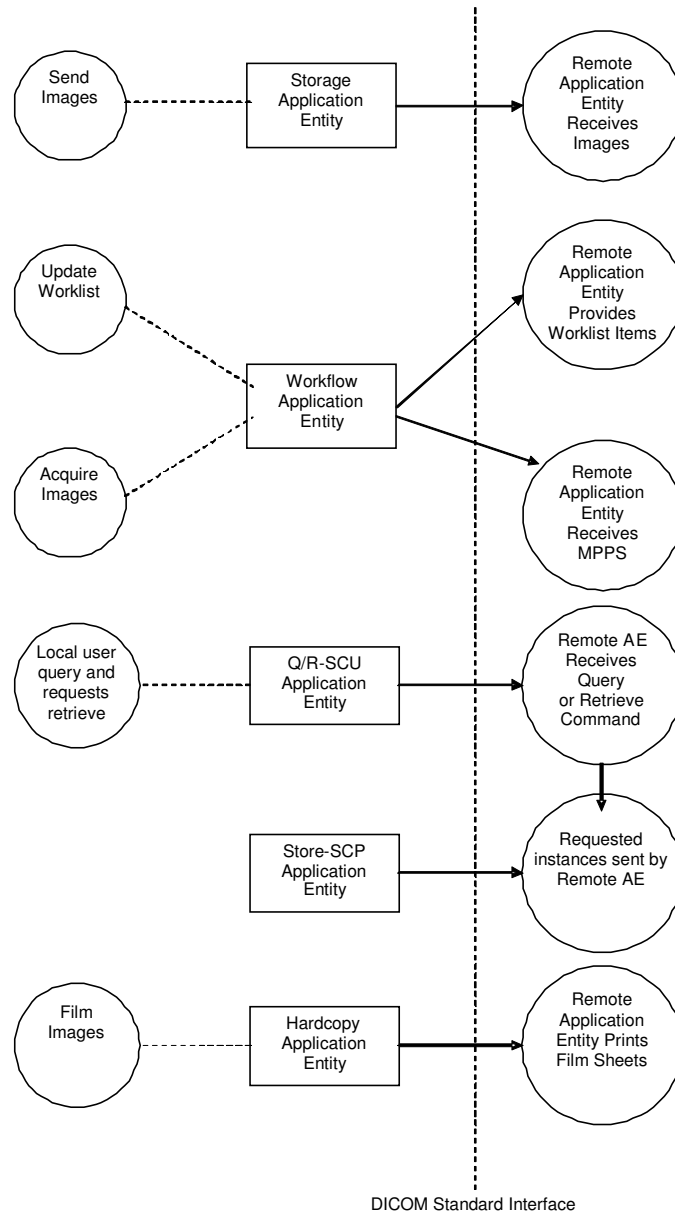 Send
Images
Storage
Application
Entity
Remote
Application
Entity
Receives
Images
Update
Worklist
Remote
Application
Entity
Provides
Worklist Items
Workflow
Application
Entity
Acquire
Images
Remote
Application
Entity
Receives
MPPS
Local user
query and
requests
retrieve
Q/R-SCU
Application
Entity
Remote AE
Receives
Query
or Retrieve
Command
Store-SCP
Application
Entity
Requested
instances sent by
Remote AE
Film
Images
Hardcopy
Application
Entity
Remote
Application
Entity Prints
Film Sheets
DICOM Standard Interface